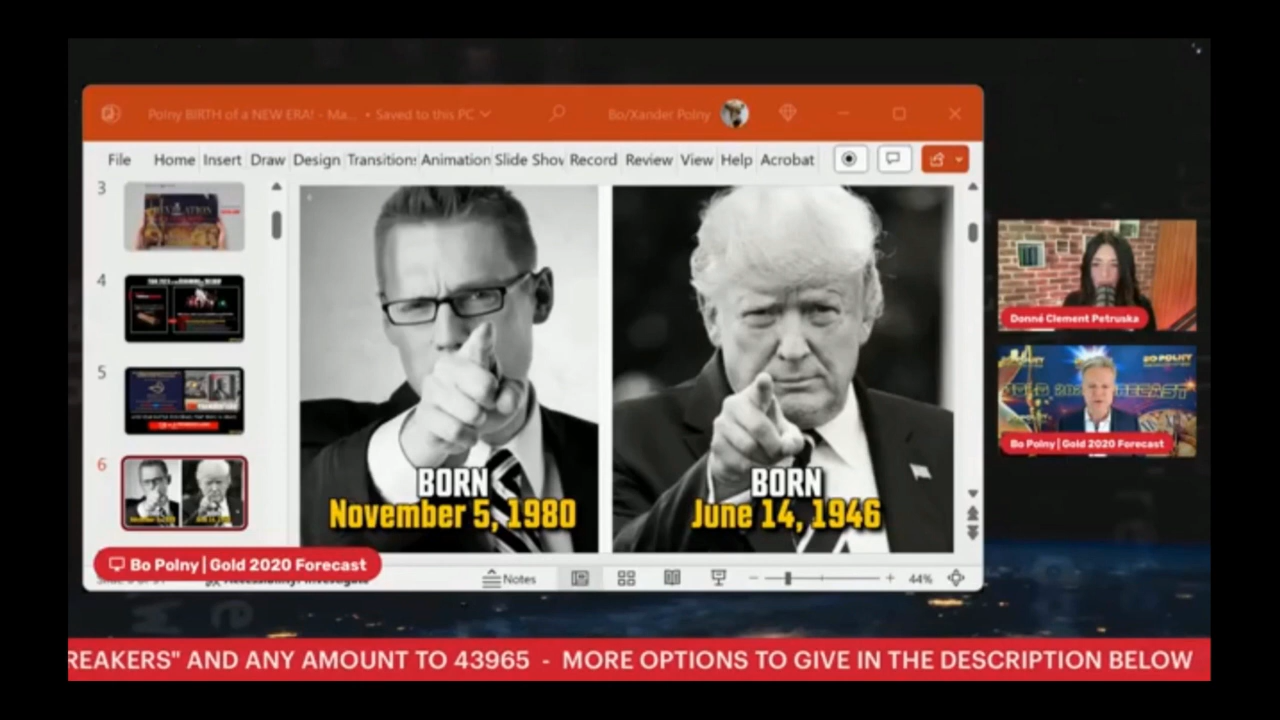 Polny BIRTH of a NEW ERA! - Ma... • Saved to this PC
Bo/Xander Polny
File Home Insert Draw Design Transition: Animation Slide Shov Record Review View Help Acrobat
3
4
5
6
BORN
November 5, 1980
BORN
June 14, 1946
Donné Clement Petruska
BO POLNY
Bo Polny | Gold 2020 Forecast
Bo Polny | Gold 2020 Forecast
Notes
44%
REAKERS" AND ANY AMOUNT TO 43965 - MORE OPTIONS TO GIVE IN THE DESCRIPTION BELOW